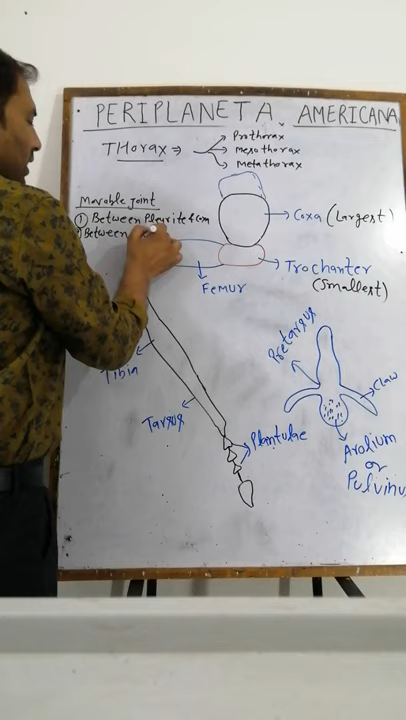 PERIPLANETA AMERICANA
THorax ⇒
Prothorax
Mesothorax
Metathorax
Movable Joint
① Between Pleurite & Coxa
Between
Coxa (Largest)
Trochanter
(Smallest)
Femur
Tibia
Tarsus
Plantulae
Pretarsus
Claw
Arolium
or
Pulvinu